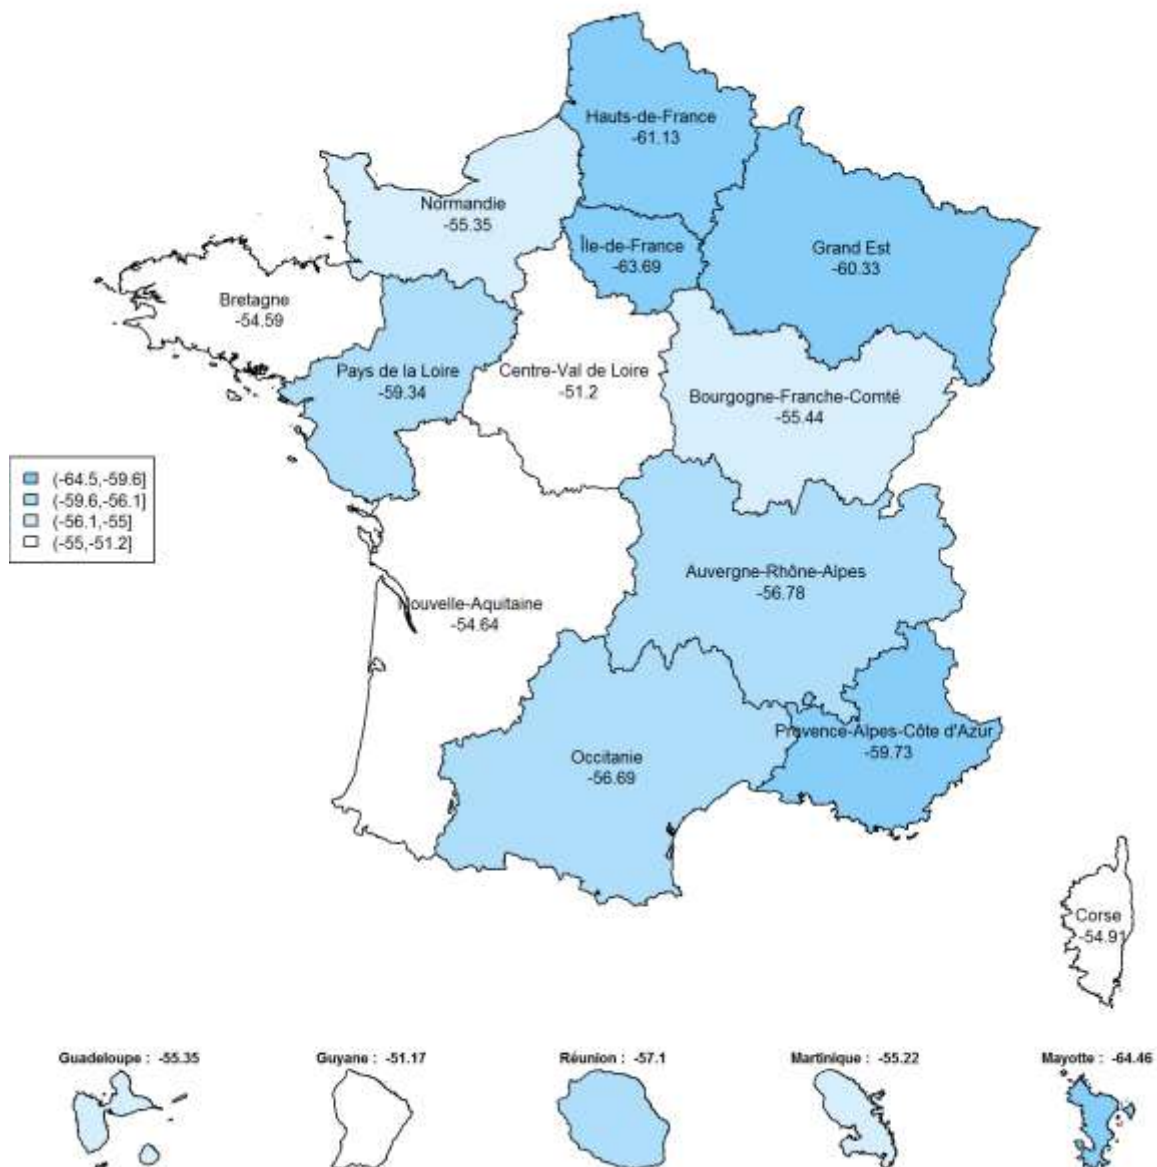 Hauts-de-France
-61.13
Normandie
-55.35
Île-de-France
-63.69
Grand Est
-60.33
Bretagne
-54.59
Pays de la Loire
-59.34
Centre-Val de Loire
-51.2
Bourgogne-Franche-Comté
-55.44
(-64.5,-59.6]
(-59.6,-56.1]
(-56.1,-55]
(-55,-51.2]
Auvergne-Rhône-Alpes
-56.78
Nouvelle-Aquitaine
-54.64
Provence-Alpes-Côte d'Azur
-59.73
Occitanie
-56.69
Corse
-54.91
Guadeloupe : -55.35
Guyane : -51.17
Réunion : -57.1
Martinique : -55.22
Mayotte : -64.46